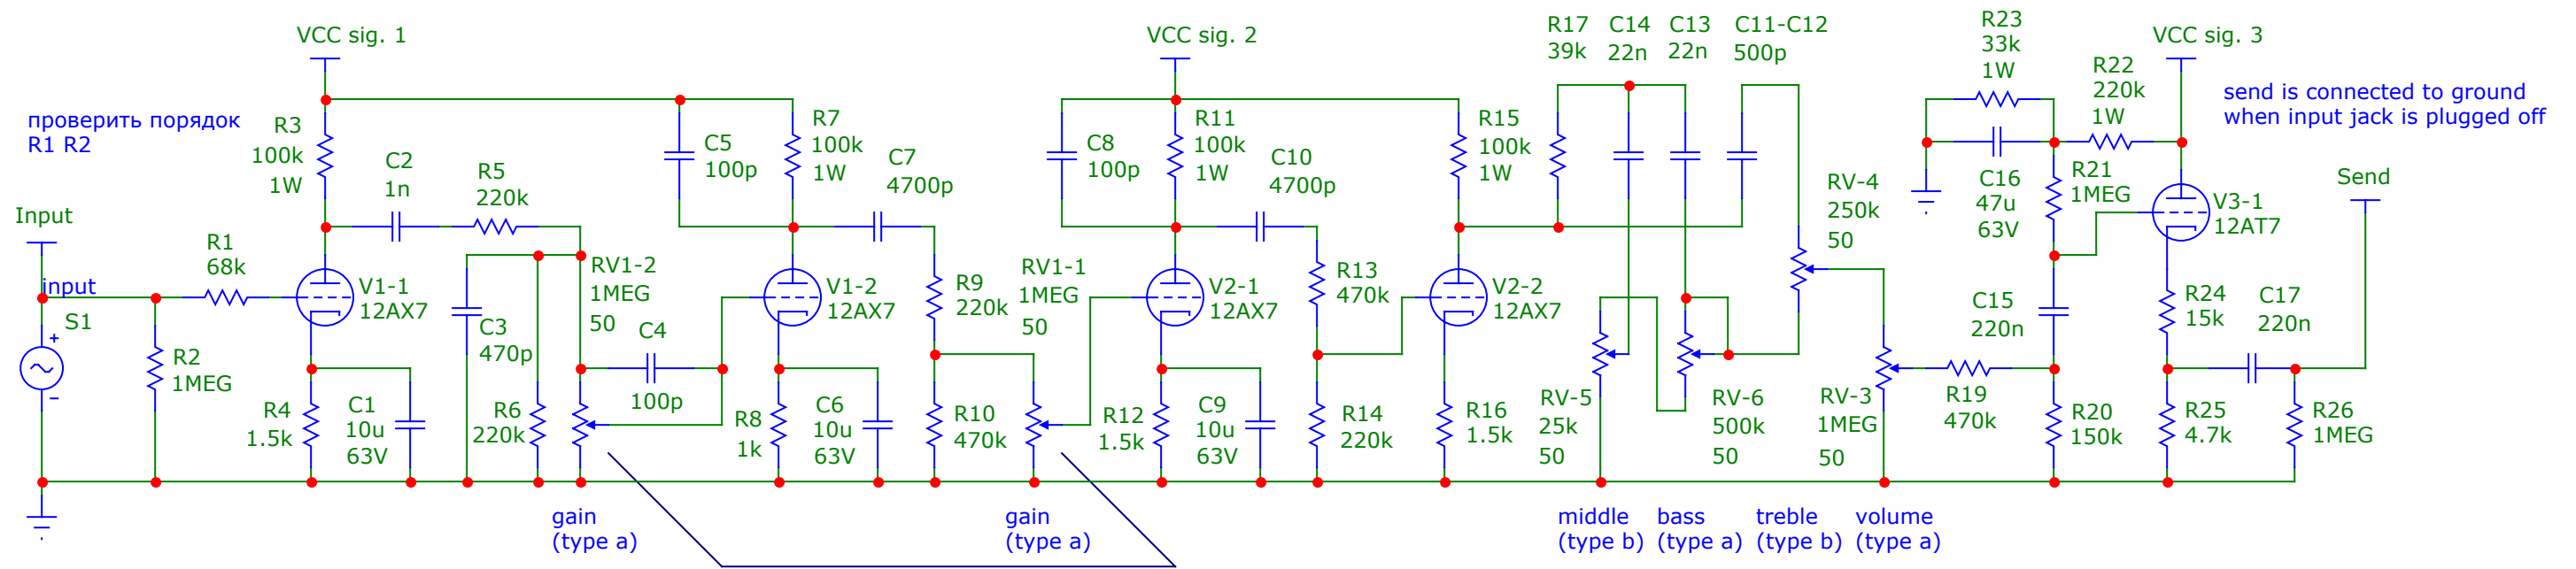 VCC sig. 1
VCC sig. 2
VCC sig. 3
проверить порядок
R1 R2
Input
input
S1
R1
68k
R2
1MEG
R3
100k
1W
C2
1n
R5
220k
V1-1
12AX7
R4
1.5k
C1
10u
63V
C3
470p
R6
220k
RV1-2
1MEG
50
C4
100p
gain
(type a)
C5
100p
R7
100k
1W
C7
4700p
V1-2
12AX7
R8
1k
C6
10u
63V
R9
220k
R10
470k
RV1-1
1MEG
50
gain
(type a)
C8
100p
R11
100k
1W
C10
4700p
V2-1
12AX7
R12
1.5k
C9
10u
63V
R13
470k
R14
220k
R15
100k
1W
V2-2
12AX7
R16
1.5k
R17
39k
C14
22n
C13
22n
C11-C12
500p
RV-4
250k
50
RV-5
25k
50
RV-6
500k
50
RV-3
1MEG
50
middle
(type b)
bass
(type a)
treble
(type b)
volume
(type a)
R23
33k
1W
R22
220k
1W
C16
47u
63V
R21
1MEG
C15
220n
R19
470k
R20
150k
V3-1
12AT7
R24
15k
R25
4.7k
C17
220n
R26
1MEG
Send
send is connected to ground
when input jack is plugged off